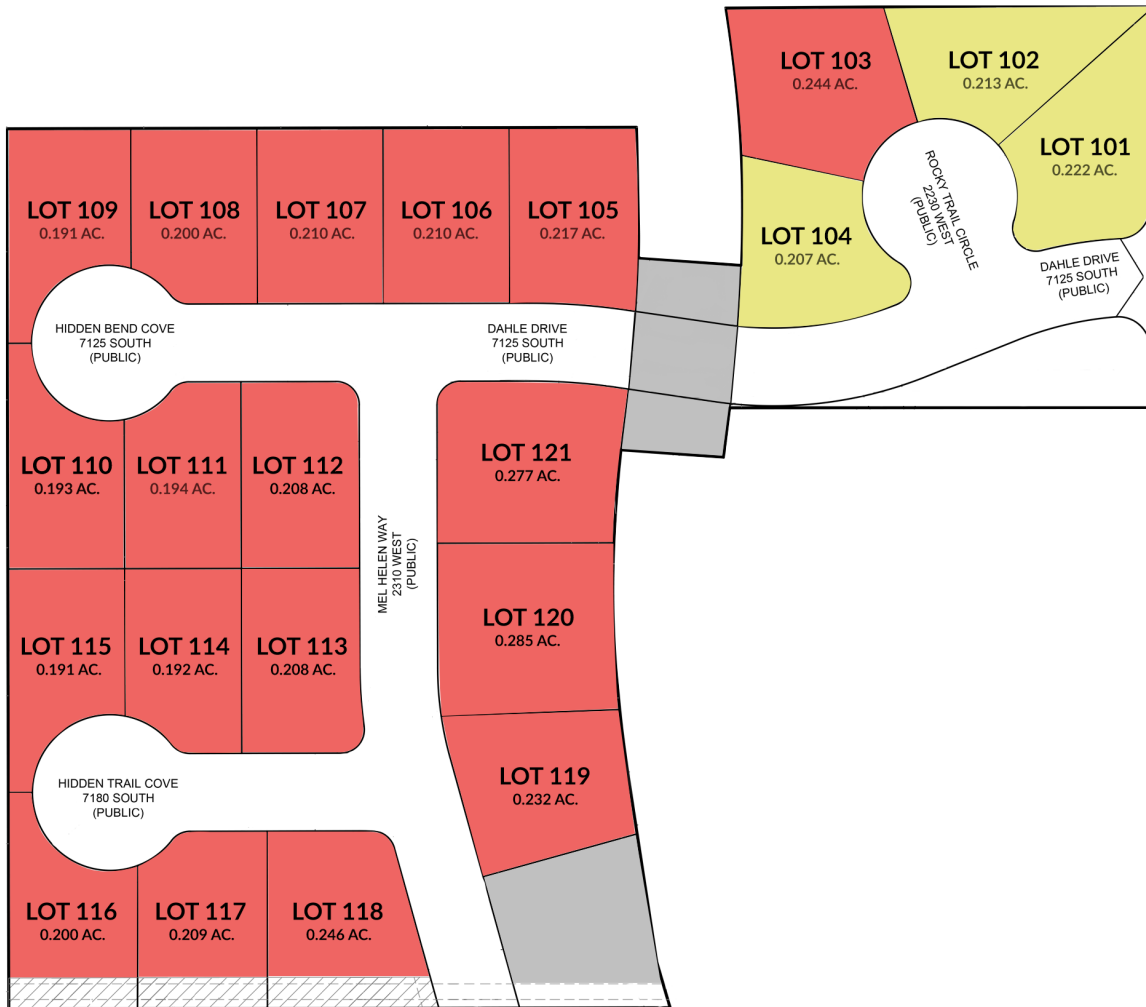 LOT 103
0.244 AC.
LOT 102
0.213 AC.
LOT 101
0.222 AC.
LOT 104
0.207 AC.
ROCKY TRAIL CIRCLE
2230 WEST
(PUBLIC)
DAHLE DRIVE
7125 SOUTH
(PUBLIC)
LOT 109
0.191 AC.
LOT 108
0.200 AC.
LOT 107
0.210 AC.
LOT 106
0.210 AC.
LOT 105
0.217 AC.
HIDDEN BEND COVE
7125 SOUTH
(PUBLIC)
DAHLE DRIVE
7125 SOUTH
(PUBLIC)
LOT 110
0.193 AC.
LOT 111
0.194 AC.
LOT 112
0.208 AC.
LOT 121
0.277 AC.
MEL HELEN WAY
2310 WEST
(PUBLIC)
LOT 115
0.191 AC.
LOT 114
0.192 AC.
LOT 113
0.208 AC.
LOT 120
0.285 AC.
HIDDEN TRAIL COVE
7180 SOUTH
(PUBLIC)
LOT 119
0.232 AC.
LOT 116
0.200 AC.
LOT 117
0.209 AC.
LOT 118
0.246 AC.